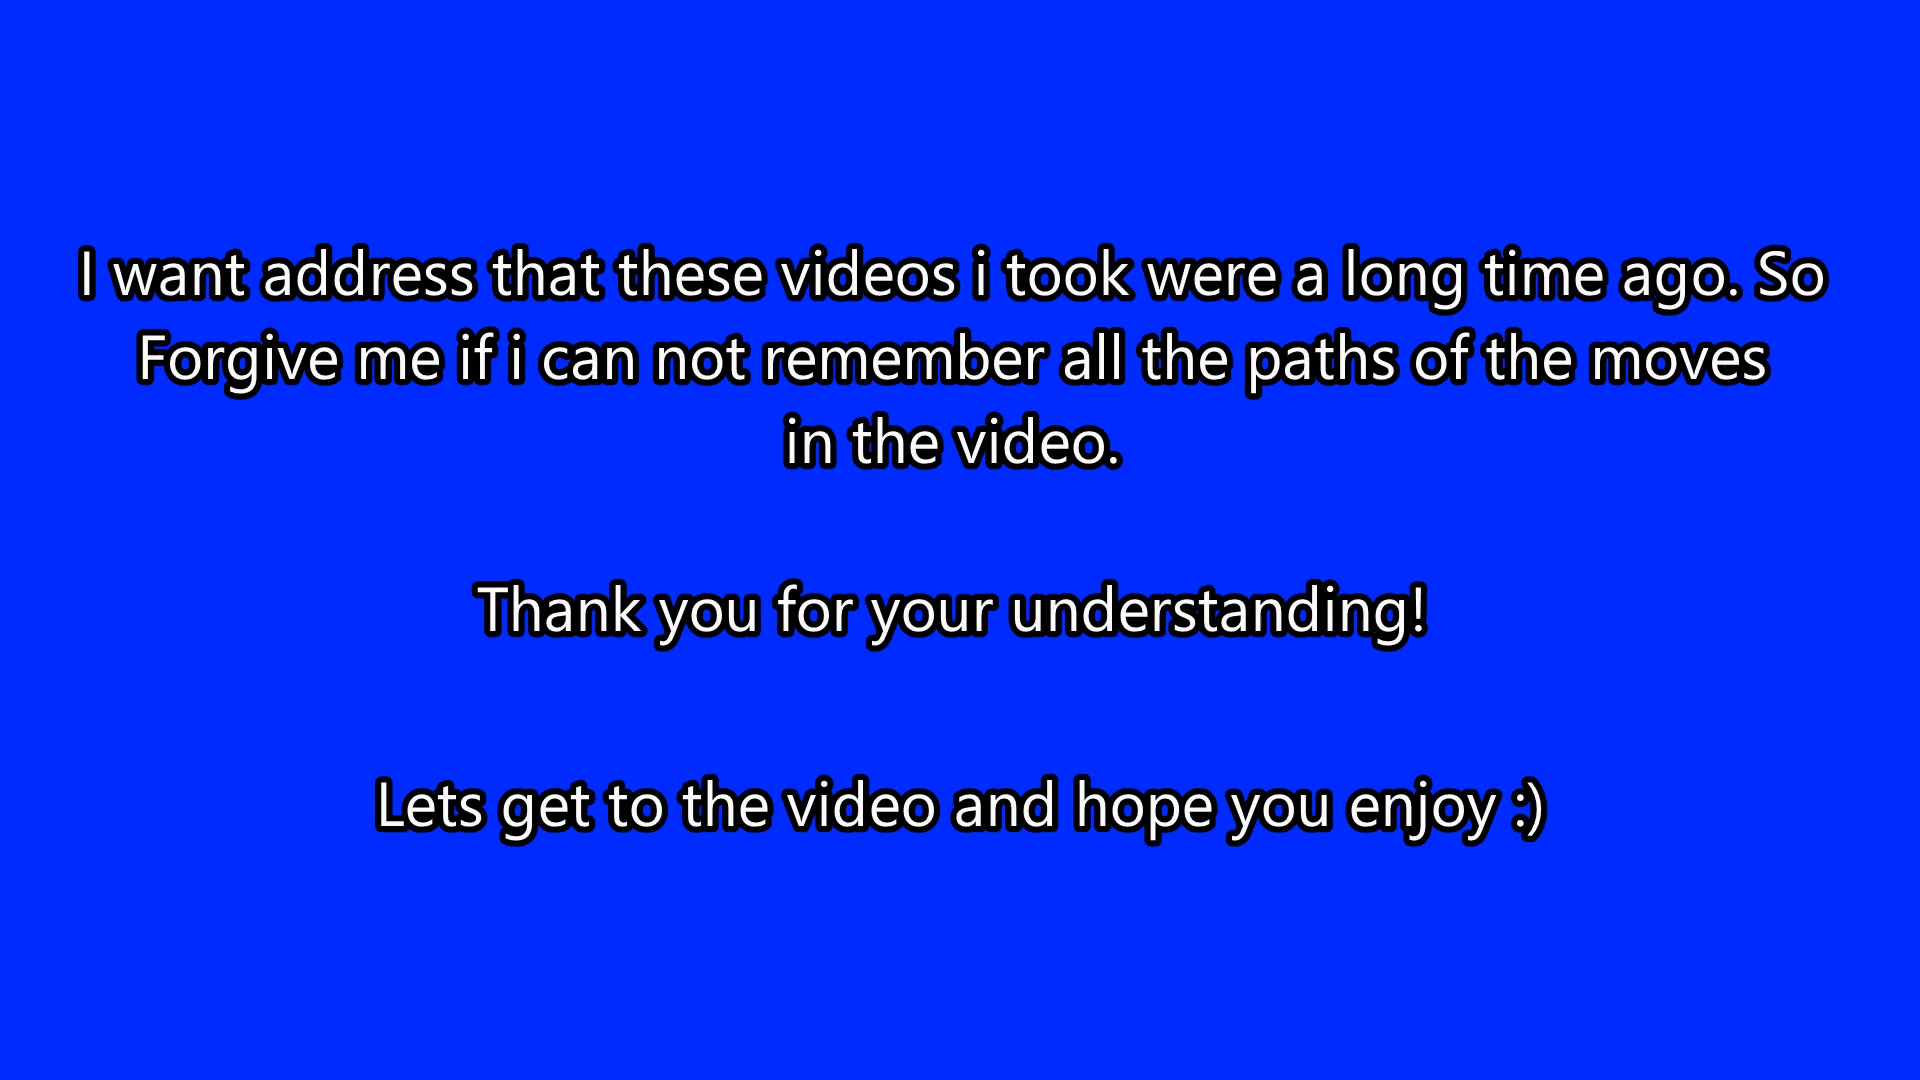 I want address that these videos i took were a long time ago. So
Forgive me if i can not remember all the paths of the moves
in the video.
Thank you for your understanding!
Lets get to the video and hope you enjoy :)